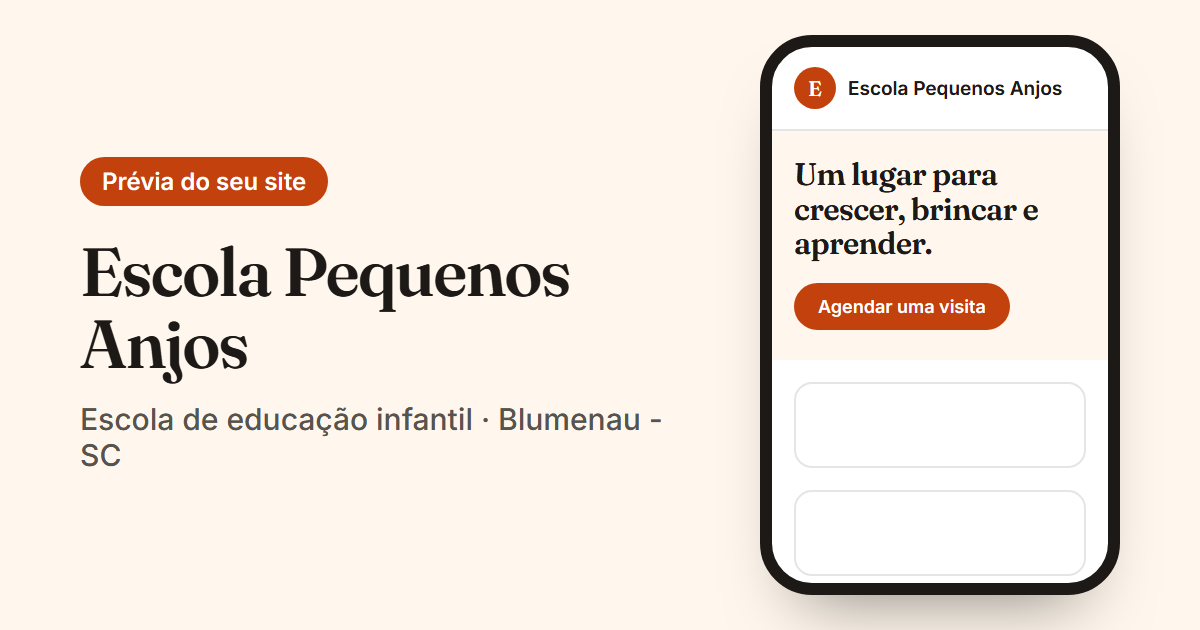 Prévia do seu site
Escola Pequenos
Anjos
Escola de educação infantil · Blumenau -
SC
E
Escola Pequenos Anjos
Um lugar para
crescer, brincar e
aprender.
Agendar uma visita